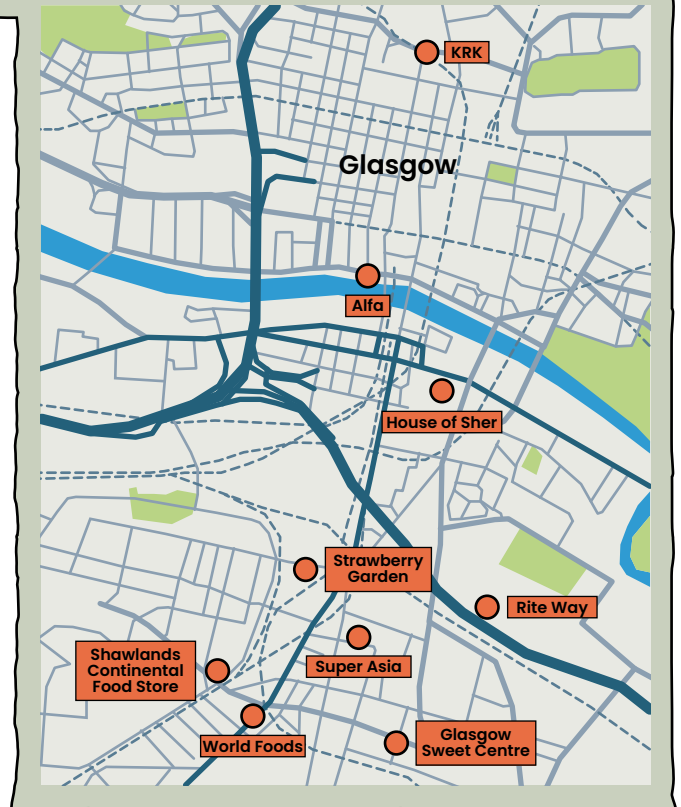 KRK
Glasgow
Alfa
House of Sher
Strawberry
Garden
Rite Way
Super Asia
Shawlands
Continental
Food Store
World Foods
Glasgow
Sweet Centre